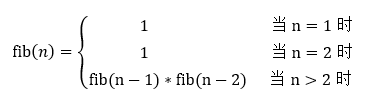 1 当 n = 1 时
fib(n) = 1 当 n = 2 时
fib(n − 1) ∗ fib(n − 2) 当 n > 2 时